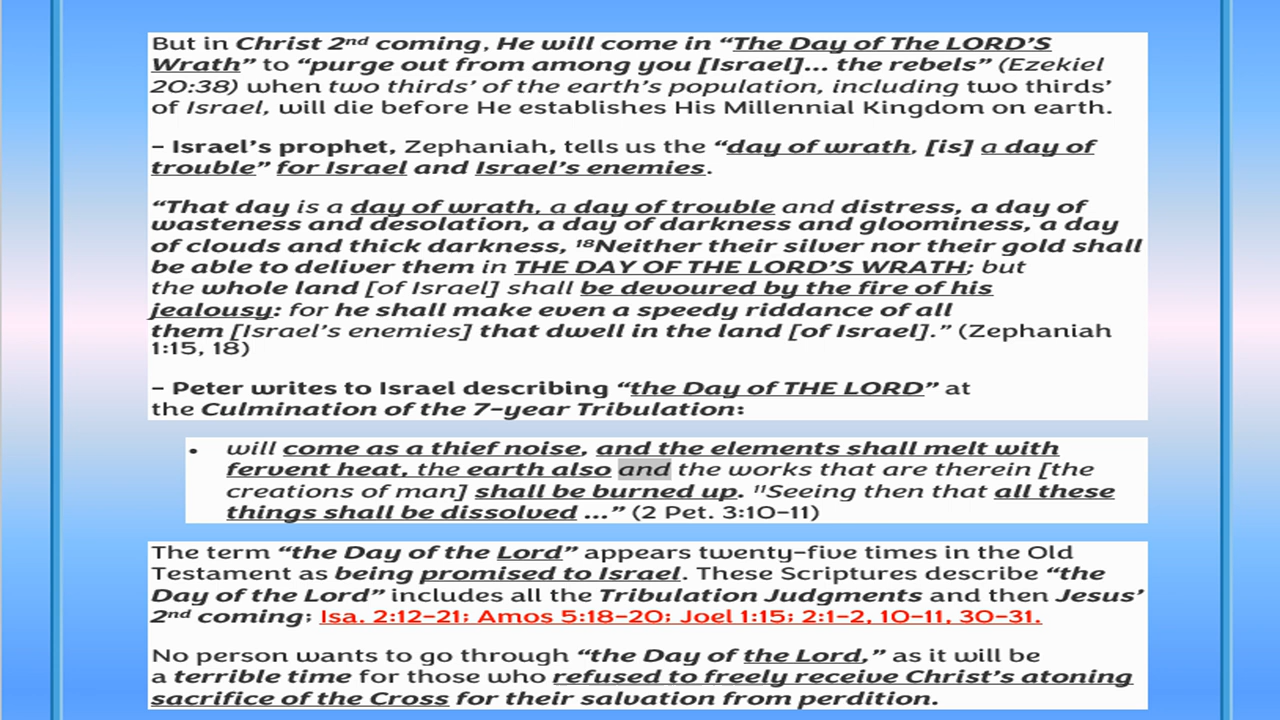 But in Christ 2nd coming, He will come in “The Day of The LORD’S
Wrath” to “purge out from among you [Israel]... the rebels” (Ezekiel
20:38) when two thirds’ of the earth’s population, including two thirds’
of Israel, will die before He establishes His Millennial Kingdom on earth.
– Israel’s prophet, Zephaniah, tells us the “day of wrath, [is] a day of
trouble” for Israel and Israel’s enemies.
“That day is a day of wrath, a day of trouble and distress, a day of
wasteness and desolation, a day of darkness and gloominess, a day
of clouds and thick darkness, 18Neither their silver nor their gold shall
be able to deliver them in THE DAY OF THE LORD’S WRATH; but
the whole land [of Israel] shall be devoured by the fire of his
jealousy: for he shall make even a speedy riddance of all
them [Israel’s enemies] that dwell in the land [of Israel].” (Zephaniah
1:15, 18)
– Peter writes to Israel describing “the Day of THE LORD” at
the Culmination of the 7-year Tribulation:
• will come as a thief noise, and the elements shall melt with
fervent heat, the earth also and the works that are therein [the
creations of man] shall be burned up. 11Seeing then that all these
things shall be dissolved ...” (2 Pet. 3:10–11)
The term “the Day of the Lord” appears twenty-five times in the Old
Testament as being promised to Israel. These Scriptures describe “the
Day of the Lord” includes all the Tribulation Judgments and then Jesus’
2nd coming; Isa. 2:12–21; Amos 5:18–20; Joel 1:15; 2:1–2, 10–11, 30–31.
No person wants to go through “the Day of the Lord,” as it will be
a terrible time for those who refused to freely receive Christ’s atoning
sacrifice of the Cross for their salvation from perdition.